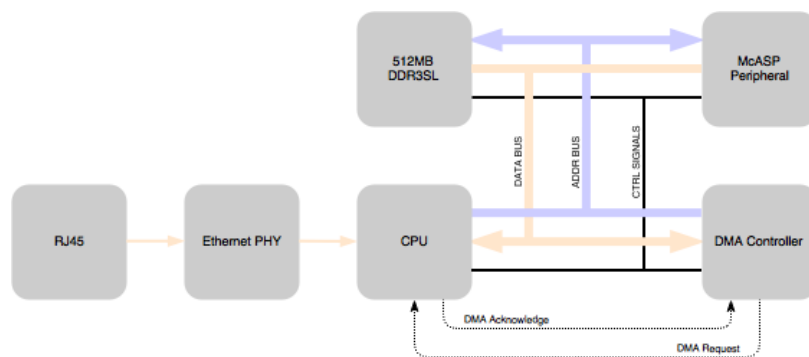 512MB
DDR3SL
McASP
Peripheral
DATA BUS
ADDR BUS
CTRL SIGNALS
RJ45
Ethernet PHY
CPU
DMA Controller
DMA Acknowledge
DMA Request